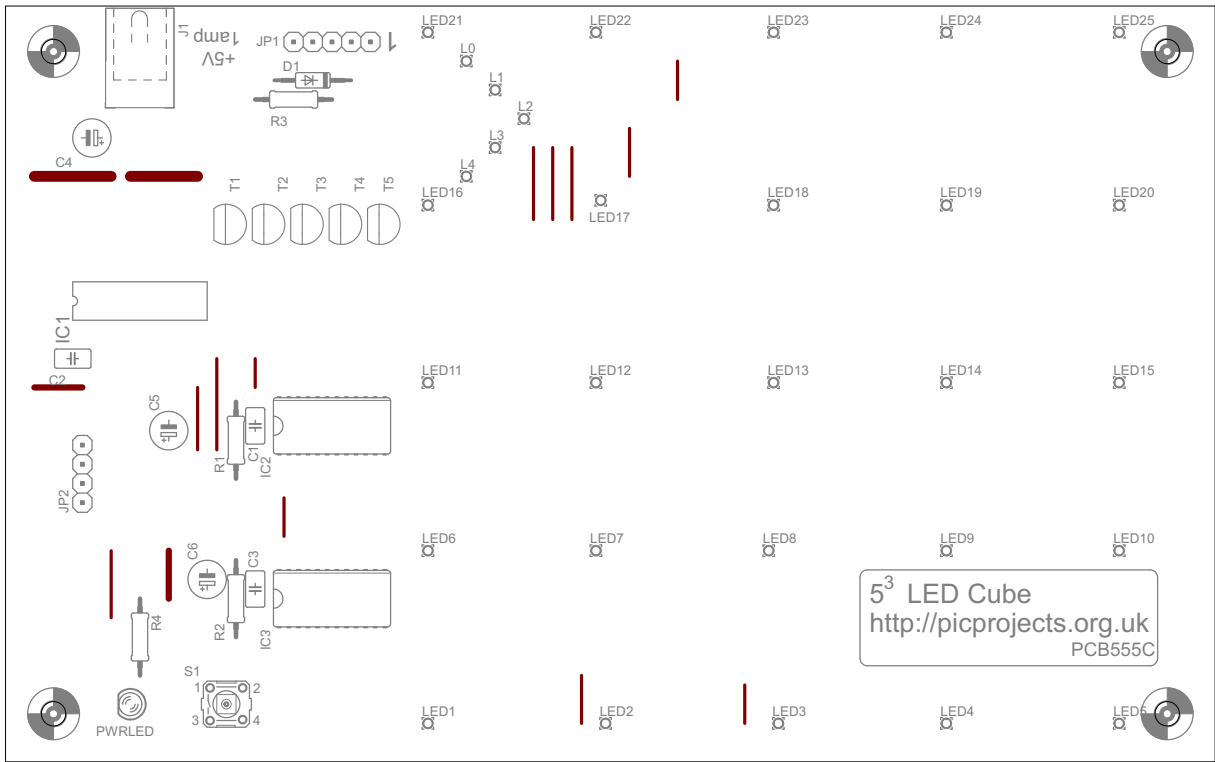 LED21
LED22
LED23
LED24
LED25
J1
+5V
1amp
JP1
1
L0
D1
L1
R3
L2
L3
C4
L4
T1
T2
T3
T4
T5
LED16
LED17
LED18
LED19
LED20
IC1
C2
LED11
LED12
LED13
LED14
LED15
C5
R1
C1
IC2
JP2
LED6
LED7
LED8
LED9
LED10
C6
C3
R4
R2
IC3
5³ LED Cube
http://picprojects.org.uk
PCB555C
S1
1
2
3
4
PWRLED
LED1
LED2
LED3
LED4
LED5